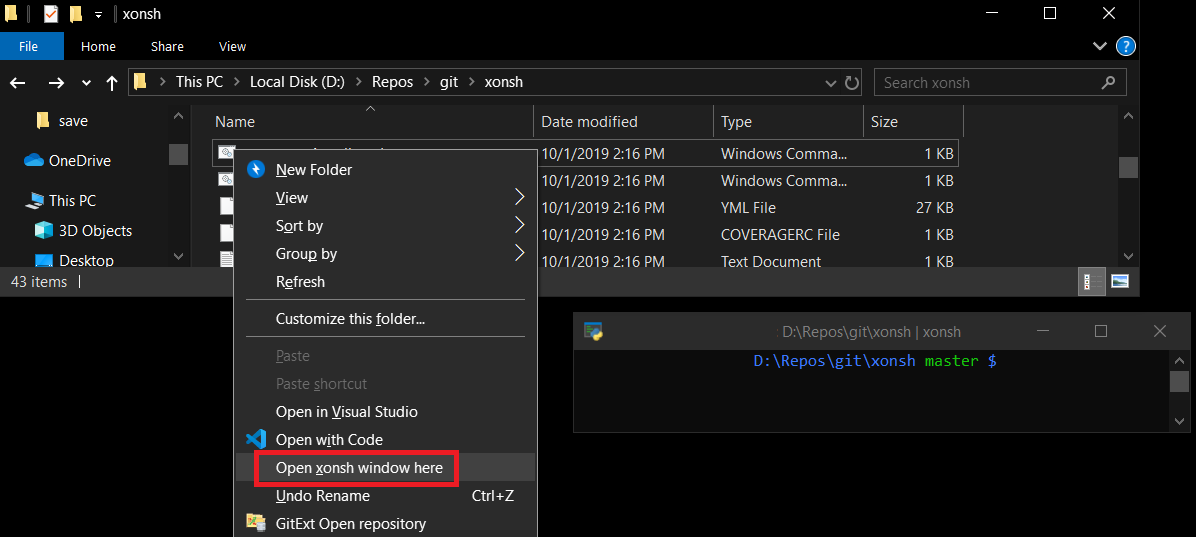 xonsh
File Home Share View
This PC Local Disk (D:) Repos git xonsh
Search xonsh
save
OneDrive
This PC
3D Objects
Desktop
Name Date modified Type Size
10/1/2019 2:16 PM Windows Comma... 1 KB
10/1/2019 2:16 PM Windows Comma... 1 KB
10/1/2019 2:16 PM YML File 27 KB
10/1/2019 2:16 PM COVERAGERC File 1 KB
10/1/2019 2:16 PM Text Document 1 KB
43 items
New Folder
View
Sort by
Group by
Refresh
Customize this folder...
Paste
Paste shortcut
Open in Visual Studio
Open with Code
Open xonsh window here
Undo Rename Ctrl+Z
GitExt Open repository
D:\Repos\git\xonsh | xonsh
D:\Repos\git\xonsh master $